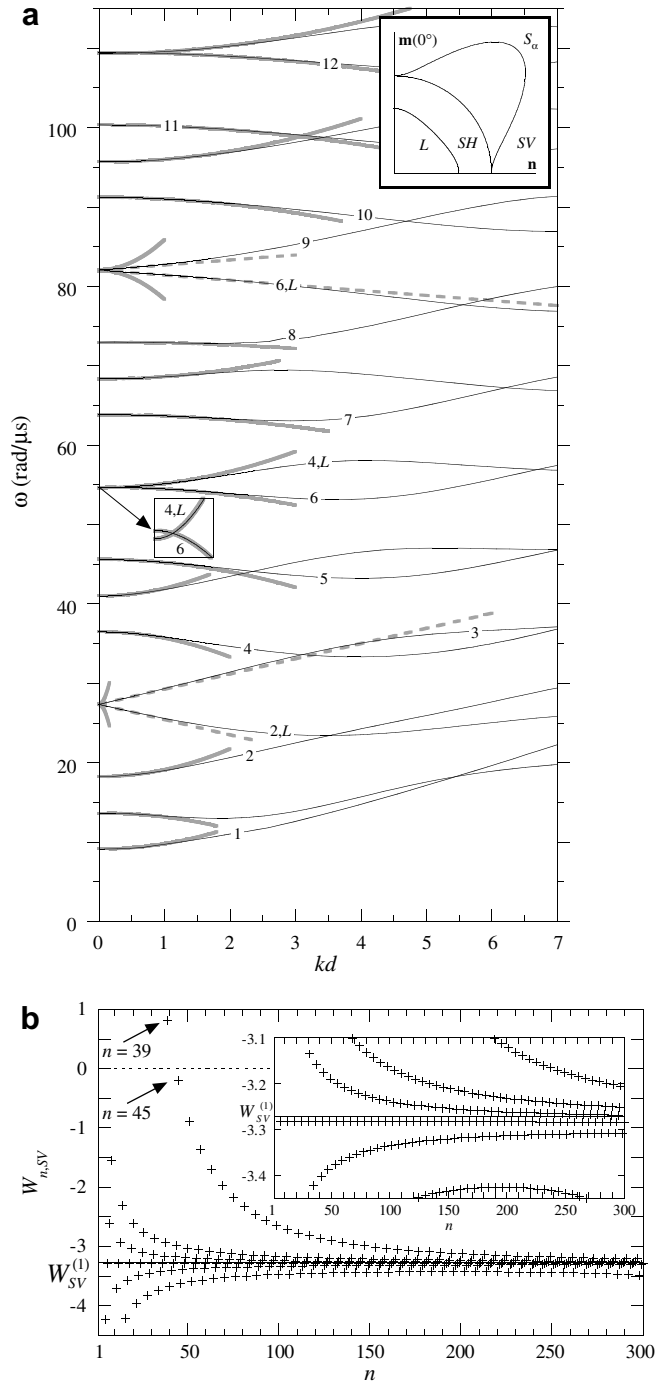 a
m(0°)
S_α
L
SH
SV
n
12
11
100
10
9
80
6,L
8
7
60
4,L
6
4,L
6
5
40
4
3
2,L
2
20
1
0
ω (rad/μs)
0 1 2 3 4 5 6 7
kd
b
1
n = 39
0
n = 45
-1
-2
-3
W_SV^(1)
-4
W_n,SV
-3.1
-3.2
W_SV^(1)
-3.3
-3.4
1 50 100 150 200 250 300
n
1 50 100 150 200 250 300
n